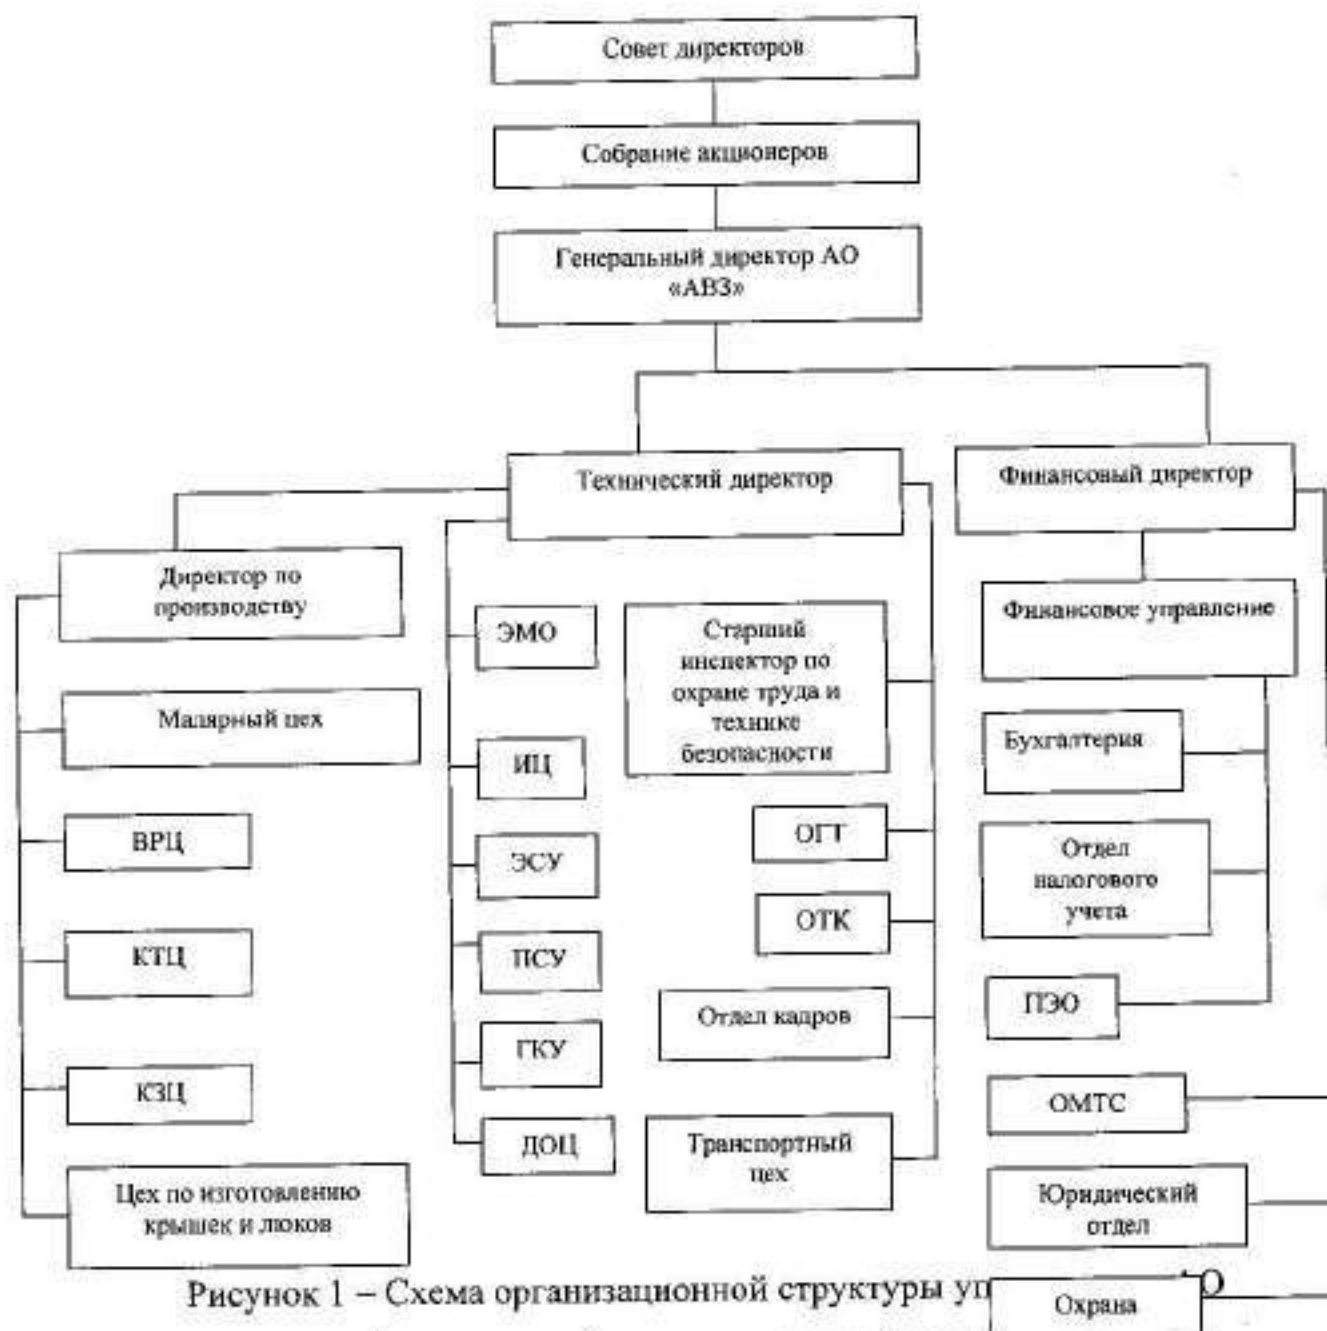 Совет директоров
Собрание акционеров
Генеральный директор АО
«АВЗ»
Технический директор
Финансовый директор
Директор по
производству
Малярный цех
ВРЦ
КТЦ
КЗЦ
Цех по изготовлению
крышек и люков
ЭМО
ИЦ
ЭСУ
ПСУ
ГКУ
ДОЦ
Старший
инспектор по
охране труда и
технике
безопасности
ОГТ
ОТК
Отдел кадров
Транспортный
цех
Финансовое управление
Бухгалтерия
Отдел
налогового
учета
ПЭО
ОМТС
Юридический
отдел
Охрана
Рисунок 1 – Схема организационной структуры